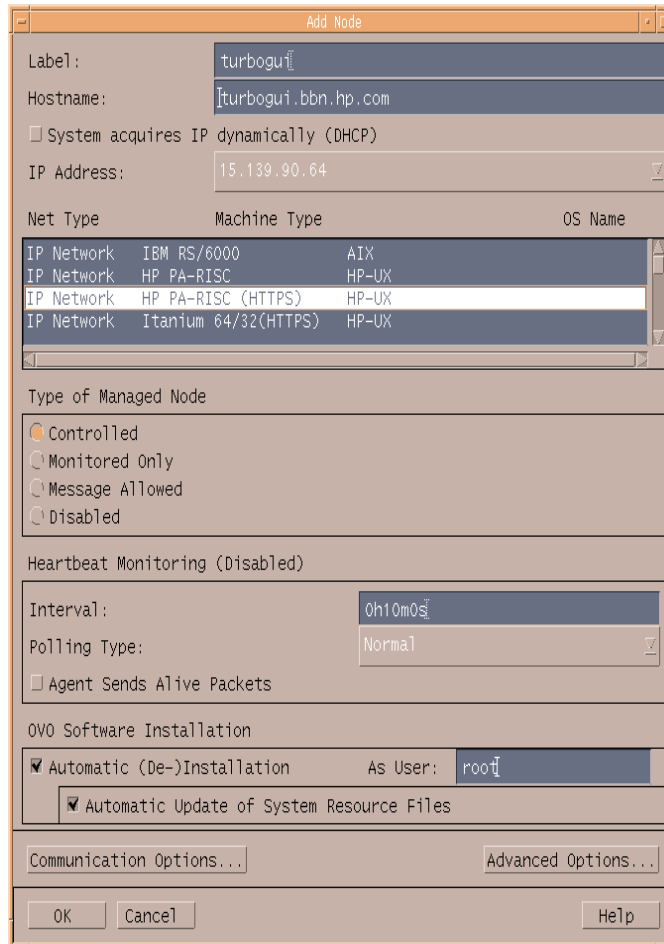 Add Node
Label: turbogui
Hostname: turbogui.bbn.hp.com
System acquires IP dynamically (DHCP)
IP Address: 15.139.90.64
Net Type Machine Type OS Name
IP Network IBM RS/6000 AIX
IP Network HP PA-RISC HP-UX
IP Network HP PA-RISC (HTTPS) HP-UX
IP Network Itanium 64/32(HTTPS) HP-UX
Type of Managed Node
Controlled
Monitored Only
Message Allowed
Disabled
Heartbeat Monitoring (Disabled)
Interval: 0h10m0s
Polling Type: Normal
Agent Sends Alive Packets
OVO Software Installation
Automatic (De-)Installation As User: root
Automatic Update of System Resource Files
Communication Options... Advanced Options...
OK Cancel Help